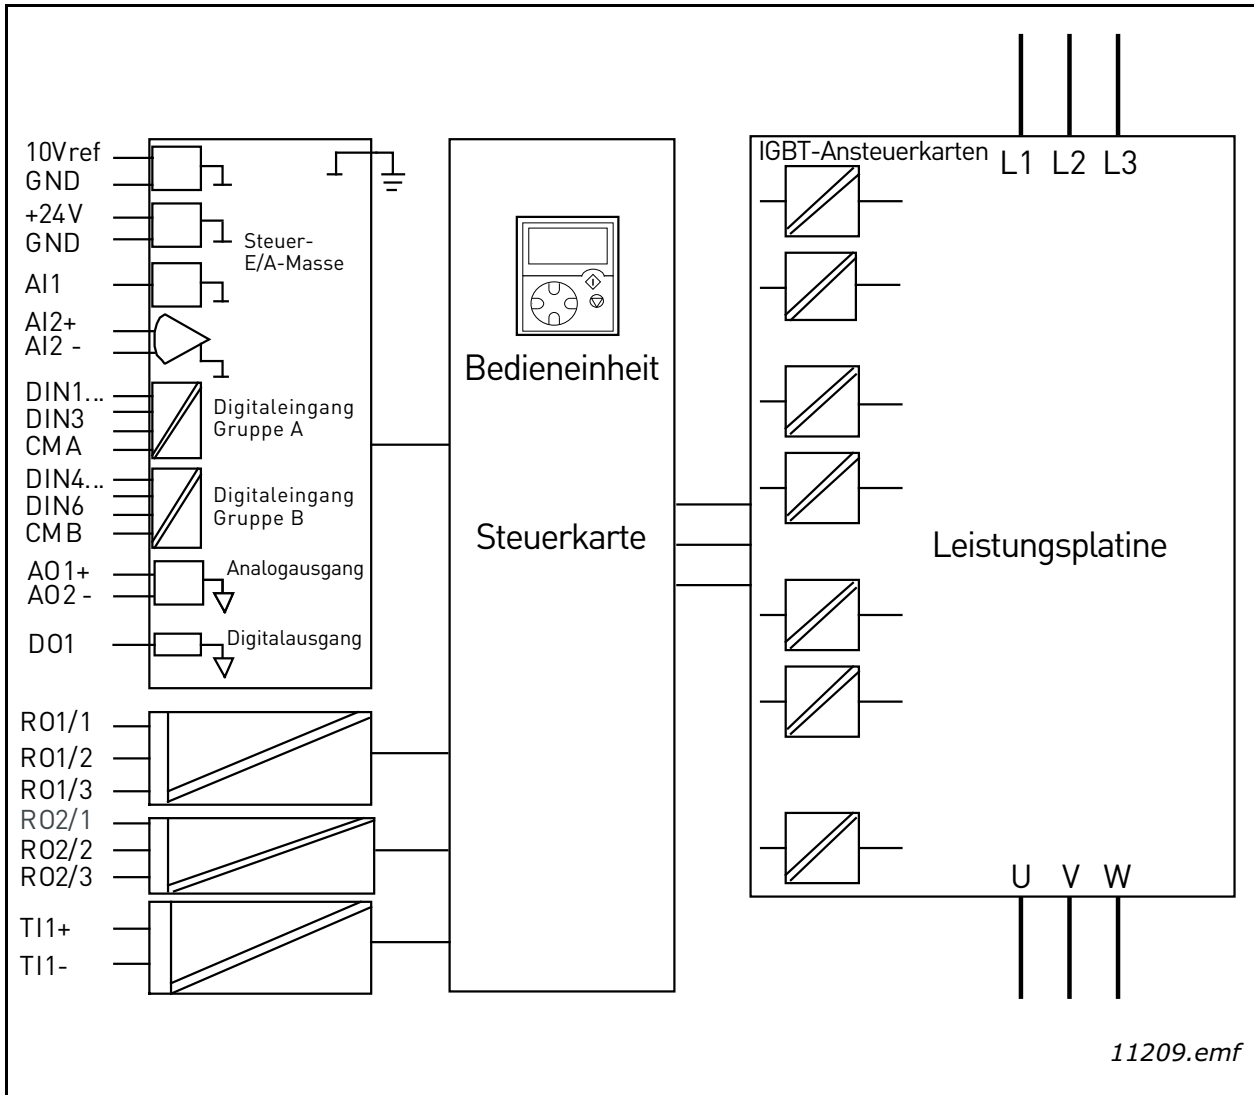 10Vref
GND
+24V
GND
Steuer-
E/A-Masse
AI1
AI2+
AI2 -
DIN1...
DIN3
CMA
Digitaleingang
Gruppe A
DIN4...
DIN6
CMB
Digitaleingang
Gruppe B
AO1+
AO2 -
Analogausgang
DO1
Digitalausgang
RO1/1
RO1/2
RO1/3
RO2/1
RO2/2
RO2/3
TI1+
TI1-
Bedieneinheit
Steuerkarte
IGBT-Ansteuerkarten
L1 L2 L3
Leistungsplatine
U V W
11209.emf